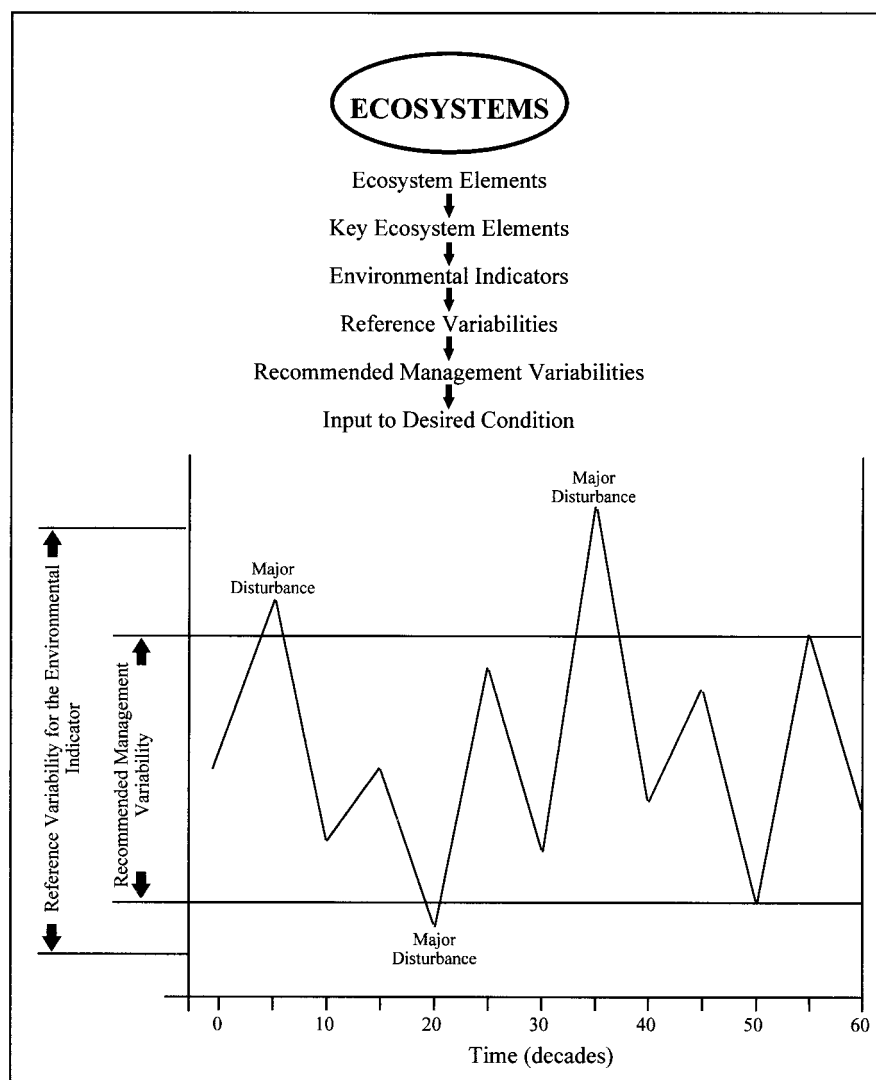 ECOSYSTEMS
Ecosystem Elements
Key Ecosystem Elements
Environmental Indicators
Reference Variabilities
Recommended Management Variabilities
Input to Desired Condition
Major
Disturbance
Major
Disturbance
Major
Disturbance
Reference Variability for the Environmental
Indicator
Recommended Management
Variability
0 10 20 30 40 50 60
Time (decades)